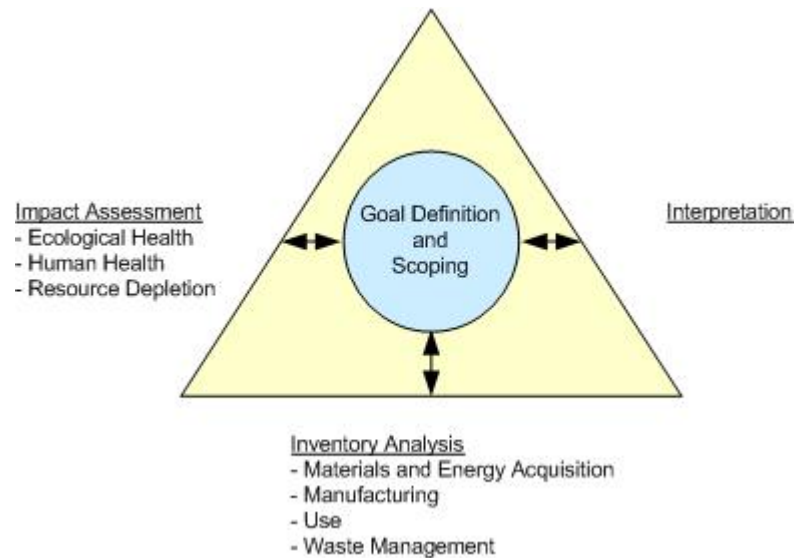 Goal Definition
and
Scoping
Impact Assessment
- Ecological Health
- Human Health
- Resource Depletion
Interpretation
Inventory Analysis
- Materials and Energy Acquisition
- Manufacturing
- Use
- Waste Management